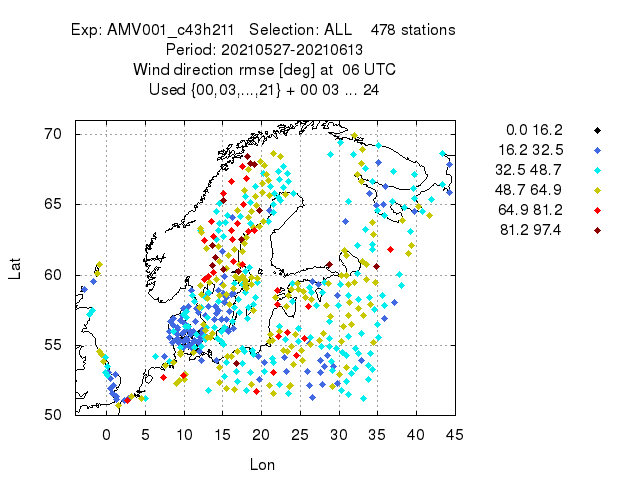 Exp: AMV001_c43h211 Selection: ALL 478 stations
Period: 20210527-20210613
Wind direction rmse [deg] at 06 UTC
Used {00,03,...,21} + 00 03 ... 24
70
65
60
55
50
Lat
0 5 10 15 20 25 30 35 40 45
Lon
0.0 16.2
16.2 32.5
32.5 48.7
48.7 64.9
64.9 81.2
81.2 97.4